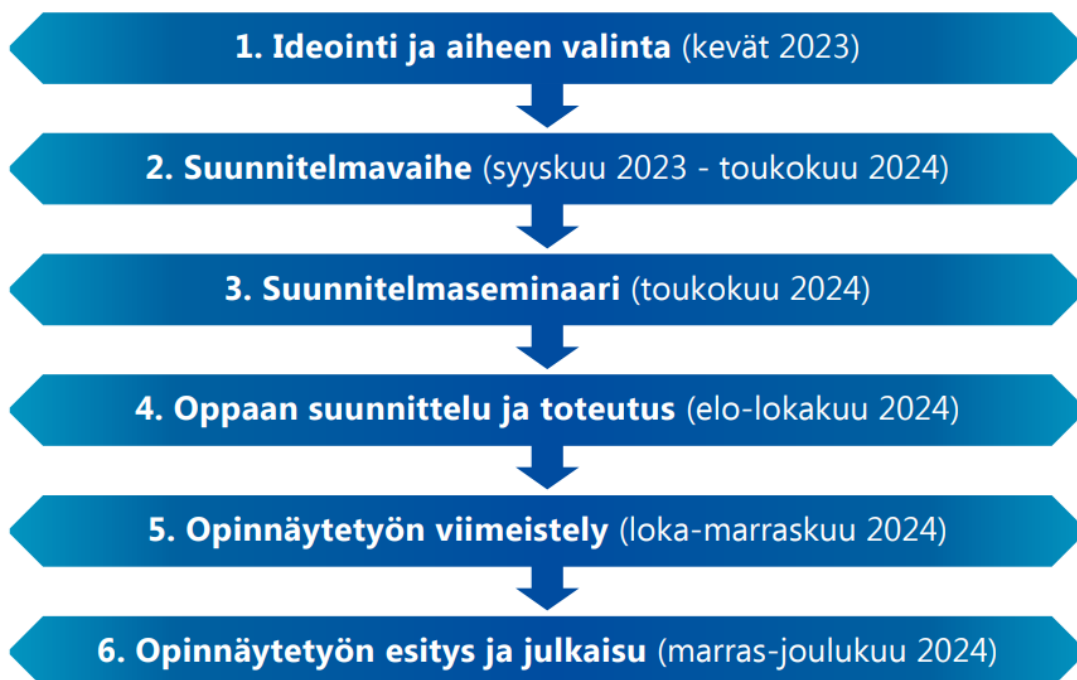 1. Ideointi ja aiheen valinta (kevät 2023)
2. Suunnitelmavaihe (syyskuu 2023 - toukokuu 2024)
3. Suunnitelmaseminaari (toukokuu 2024)
4. Oppaan suunnittelu ja toteutus (elo-lokakuu 2024)
5. Opinnäytetyön viimeistely (loka-marraskuu 2024)
6. Opinnäytetyön esitys ja julkaisu (marras-joulukuu 2024)